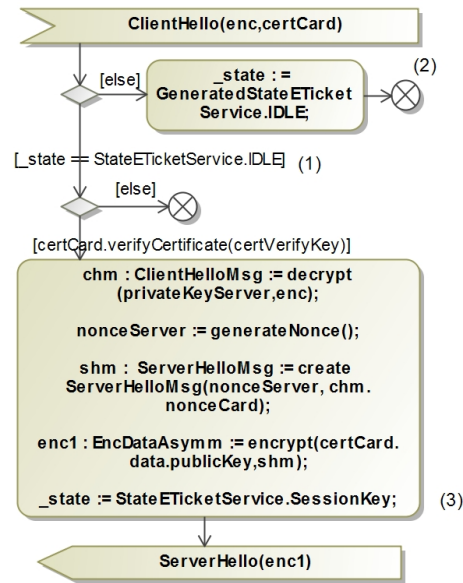 ClientHello(enc,certCard)
[else]
_state :=
GeneratedStateETicket
Service.IDLE;
(2)
[_state == StateETicketService.IDLE]
(1)
[else]
[certCard.verifyCertificate(certVerifyKey)]
chm : ClientHelloMsg := decrypt
(privateKeyServer,enc);
nonceServer := generateNonce();
shm : ServerHelloMsg := create
ServerHelloMsg(nonceServer, chm.
nonceCard);
enc1 : EncDataAsymm := encrypt(certCard.
data.publicKey,shm);
_state := StateETicketService.SessionKey;
(3)
ServerHello(enc1)